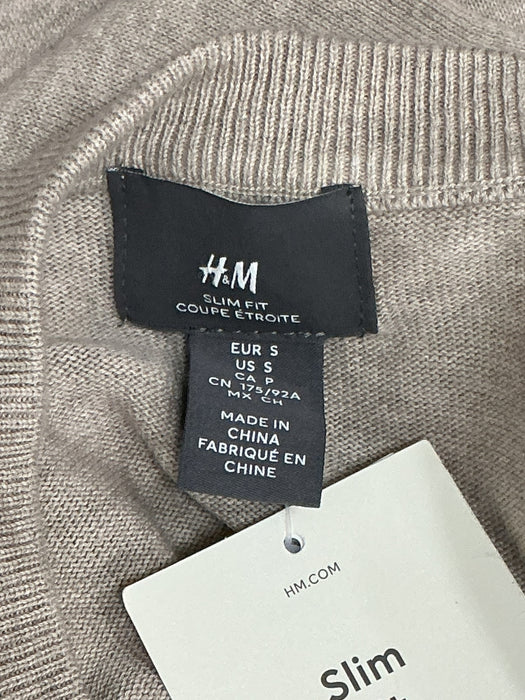 H&M
SLIM FIT
COUPE ÉTROITE
EUR S
US S
CA P
CN 175/92A
MX CH
MADE IN
CHINA
FABRIQUÉ EN
CHINE
HM.COM
Slim